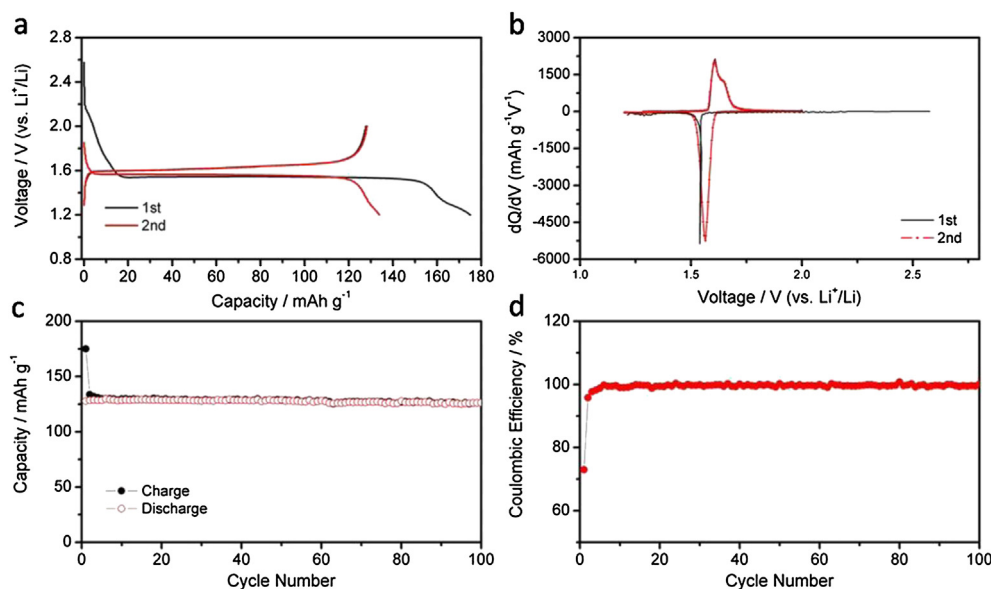 a
2.8
2.4
2.0
1.6
1.2
0.8
Voltage / V (vs. Li⁺/Li)
1st
2nd
0 20 40 60 80 100 120 140 160 180
Capacity / mAh g⁻¹
b
3000
1500
0
-1500
-3000
-4500
-6000
dQ/dV (mAh g⁻¹V⁻¹)
1st
2nd
1.0 1.5 2.0 2.5
Voltage / V (vs. Li⁺/Li)
c
200
150
100
50
0
Capacity / mAh g⁻¹
Charge
Discharge
0 20 40 60 80 100
Cycle Number
d
120
100
80
60
Coulombic Efficiency / %
0 20 40 60 80 100
Cycle Number